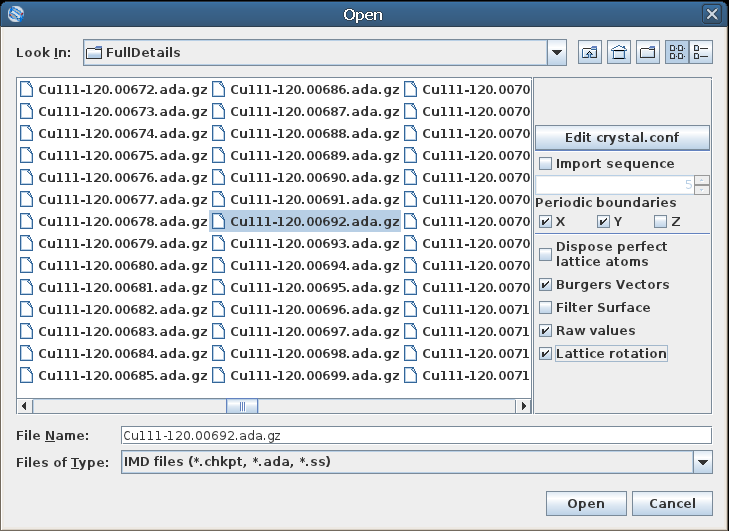 Open
Look In: FullDetails
Cu111-120.00672.ada.gz Cu111-120.00686.ada.gz Cu111-120.0070
Cu111-120.00673.ada.gz Cu111-120.00687.ada.gz Cu111-120.0070
Cu111-120.00674.ada.gz Cu111-120.00688.ada.gz Cu111-120.0070
Cu111-120.00675.ada.gz Cu111-120.00689.ada.gz Cu111-120.0070
Cu111-120.00676.ada.gz Cu111-120.00690.ada.gz Cu111-120.0070
Cu111-120.00677.ada.gz Cu111-120.00691.ada.gz Cu111-120.0070
Cu111-120.00678.ada.gz Cu111-120.00692.ada.gz Cu111-120.0070
Cu111-120.00679.ada.gz Cu111-120.00693.ada.gz Cu111-120.0070
Cu111-120.00680.ada.gz Cu111-120.00694.ada.gz Cu111-120.0070
Cu111-120.00681.ada.gz Cu111-120.00695.ada.gz Cu111-120.0070
Cu111-120.00682.ada.gz Cu111-120.00696.ada.gz Cu111-120.0071
Cu111-120.00683.ada.gz Cu111-120.00697.ada.gz Cu111-120.0071
Cu111-120.00684.ada.gz Cu111-120.00698.ada.gz Cu111-120.0071
Cu111-120.00685.ada.gz Cu111-120.00699.ada.gz Cu111-120.0071
Edit crystal.conf
Import sequence
5
Periodic boundaries
X Y Z
Dispose perfect
lattice atoms
Burgers Vectors
Filter Surface
Raw values
Lattice rotation
File Name: Cu111-120.00692.ada.gz
Files of Type: IMD files (*.chkpt, *.ada, *.ss)
Open Cancel